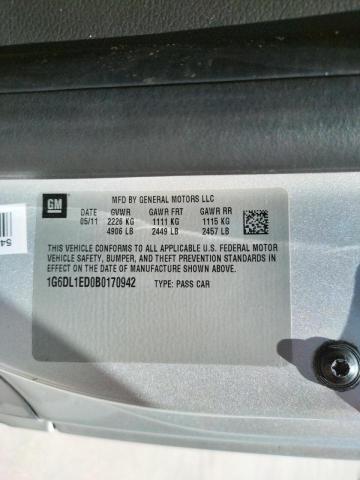 GM
MFD BY GENERAL MOTORS LLC
DATE GVWR GAWR FRT GAWR RR
05/11 2226 KG 1111 KG 1115 KG
4906 LB 2449 LB 2457 LB
THIS VEHICLE CONFORMS TO ALL APPLICABLE U.S. FEDERAL MOTOR
VEHICLE SAFETY, BUMPER, AND THEFT PREVENTION STANDARDS IN
EFFECT ON THE DATE OF MANUFACTURE SHOWN ABOVE.
1G6DL1ED0B0170942 TYPE: PASS CAR